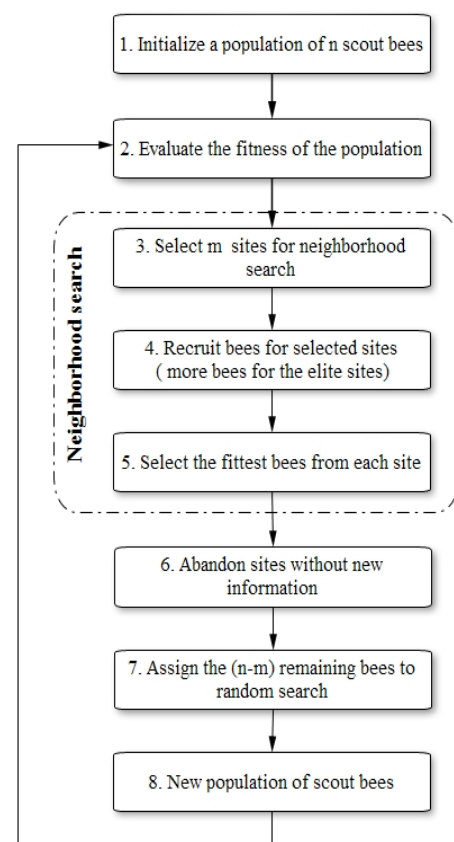 1. Initialize a population of n scout bees
2. Evaluate the fitness of the population
Neighborhood search
3. Select m sites for neighborhood
search
4. Recruit bees for selected sites
( more bees for the elite sites)
5. Select the fittest bees from each site
6. Abandon sites without new
information
7. Assign the (n-m) remaining bees to
random search
8. New population of scout bees